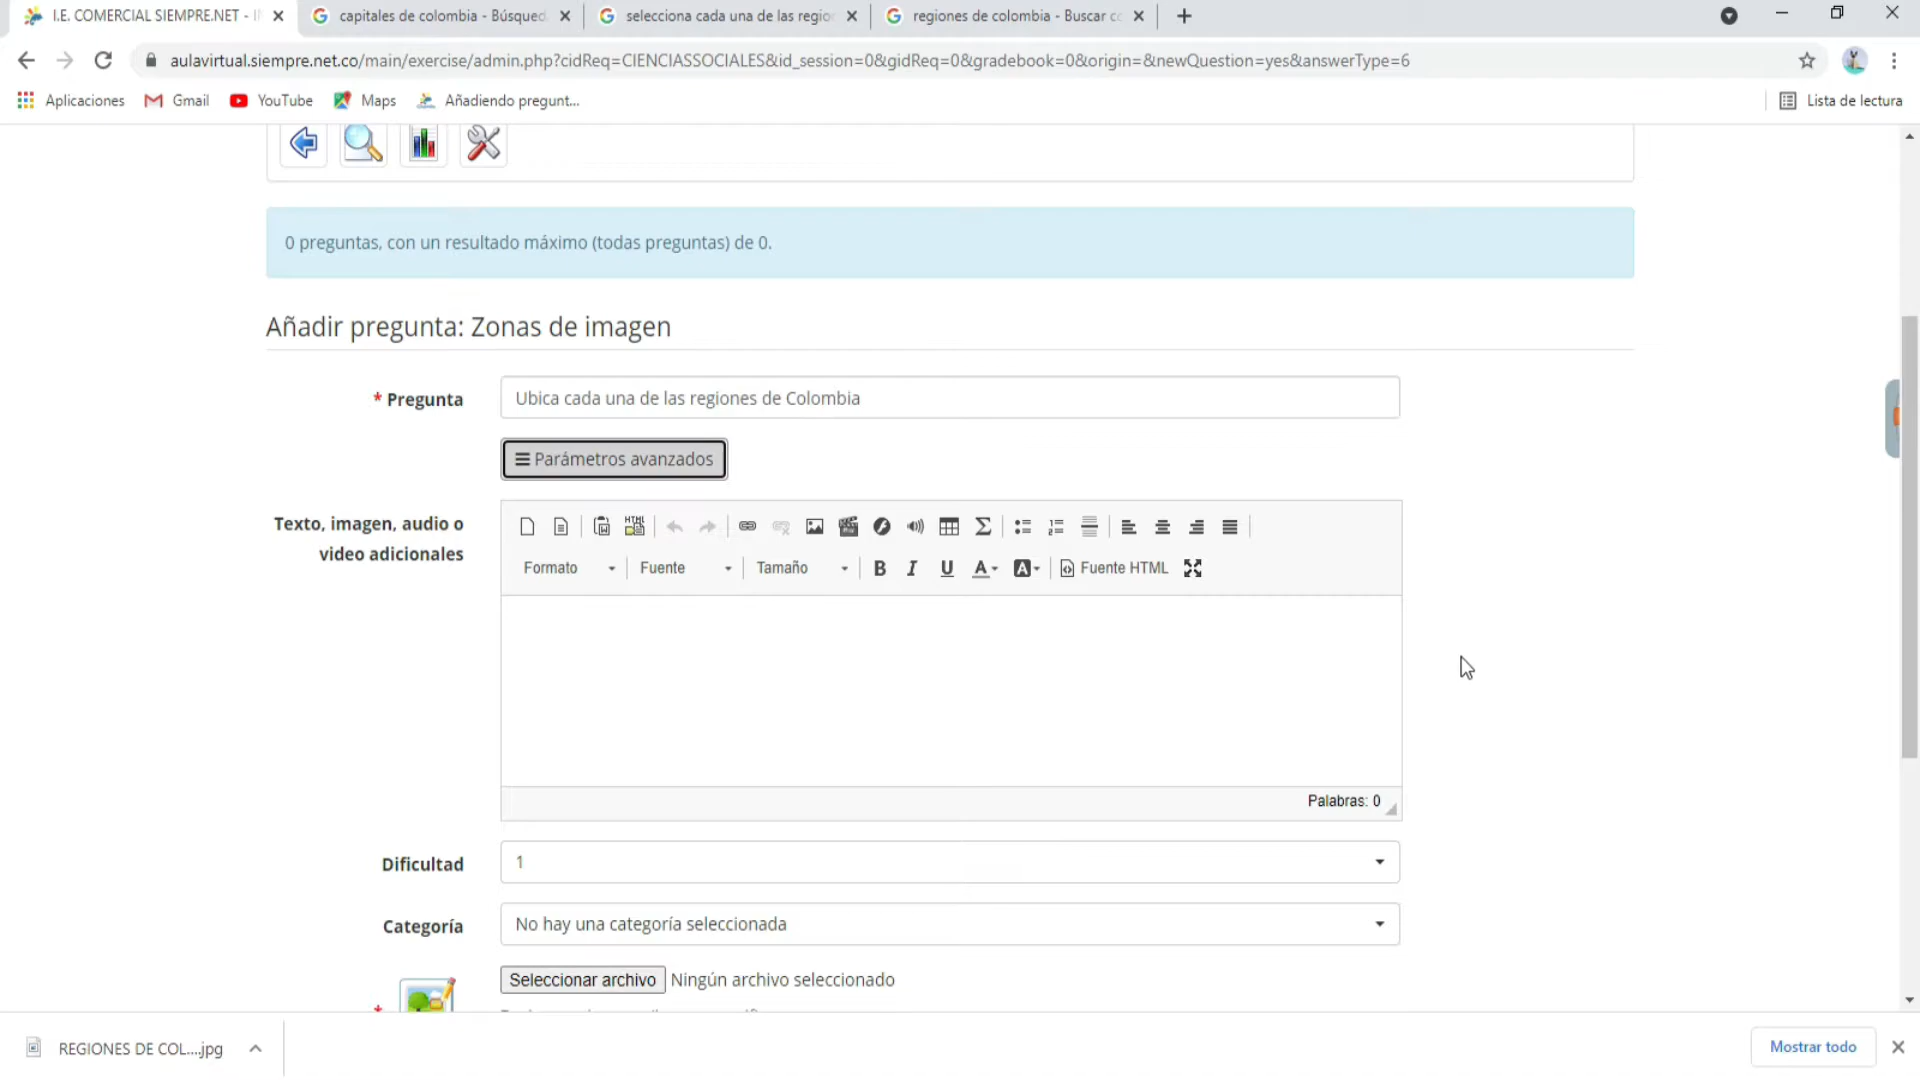 I.E. COMERCIAL SIEMPRE.NET - I
capitales de colombia - Búsqued
selecciona cada una de las regio
regiones de colombia - Buscar c
aulavirtual.siempre.net.co/main/exercise/admin.php?cidReq=CIENCIASSOCIALES&id_session=0&gidReq=0&gradebook=0&origin=&newQuestion=yes&answerType=6
Aplicaciones
Gmail
YouTube
Maps
Añadiendo pregunt...
Lista de lectura
0 preguntas, con un resultado máximo (todas preguntas) de 0.
Añadir pregunta: Zonas de imagen
* Pregunta
Ubica cada una de las regiones de Colombia
Parámetros avanzados
Texto, imagen, audio o
video adicionales
Formato
Fuente
Tamaño
B I U A A
Fuente HTML
Palabras: 0
Dificultad
1
Categoría
No hay una categoría seleccionada
*
Seleccionar archivo Ningún archivo seleccionado
REGIONES DE COL....jpg
Mostrar todo